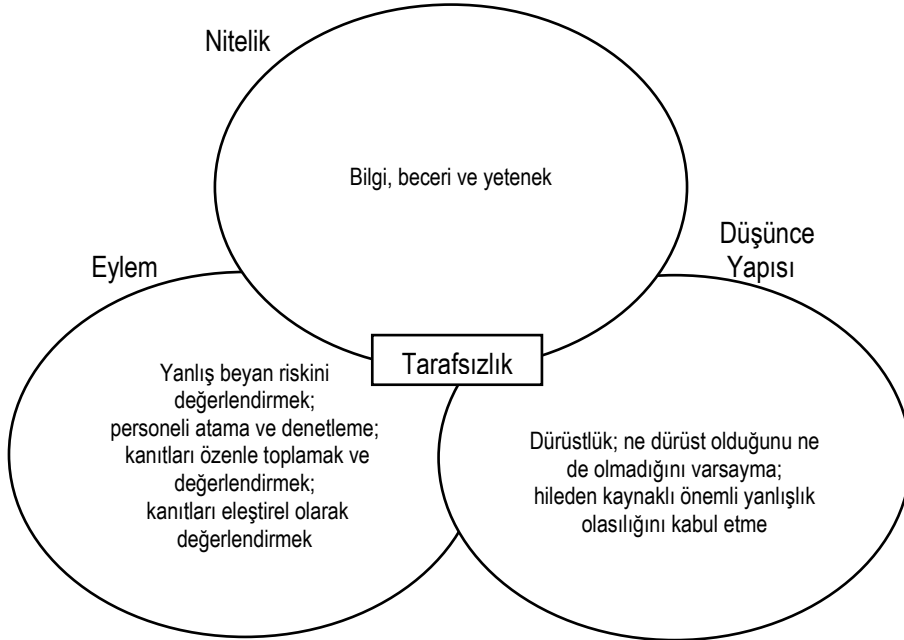 Nitelik
Bilgi, beceri ve yetenek
Düşünce
Yapısı
Eylem
Tarafsızlık
Yanlış beyan riskini
değerlendirmek;
personeli atama ve denetleme;
kanıtları özenle toplamak ve
değerlendirmek;
kanıtları eleştirel olarak
değerlendirmek
Dürüstlük; ne dürüst olduğunu ne
de olmadığını varsayma;
hileden kaynaklı önemli yanlışlık
olasılığını kabul etme